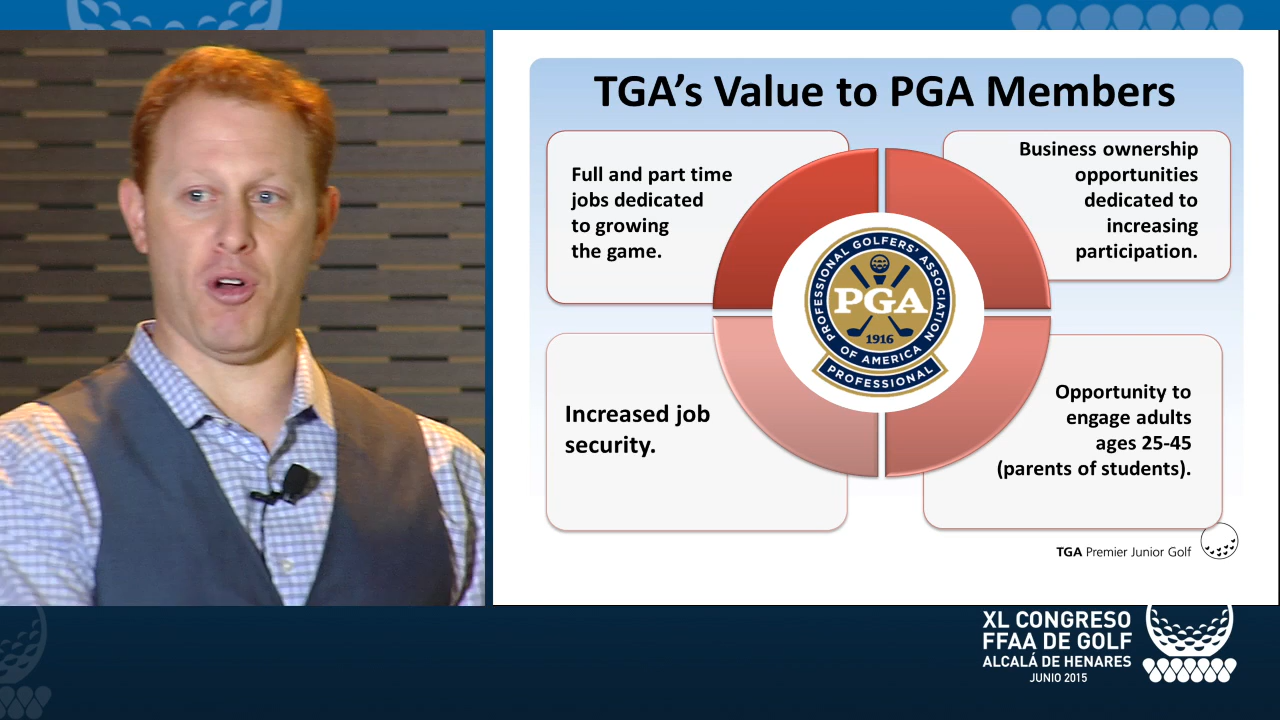 TGA's Value to PGA Members
Full and part time
jobs dedicated
to growing
the game.
Business ownership
opportunities
dedicated to
increasing
participation.
PROFESSIONAL GOLFERS' ASSOCIATION
PGA
1916
OF AMERICA
PROFESSIONAL
Increased job
security.
Opportunity to
engage adults
ages 25-45
(parents of students).
TGA Premier Junior Golf
XL CONGRESO
FFAA DE GOLF
ALCALÁ DE HENARES
JUNIO 2015